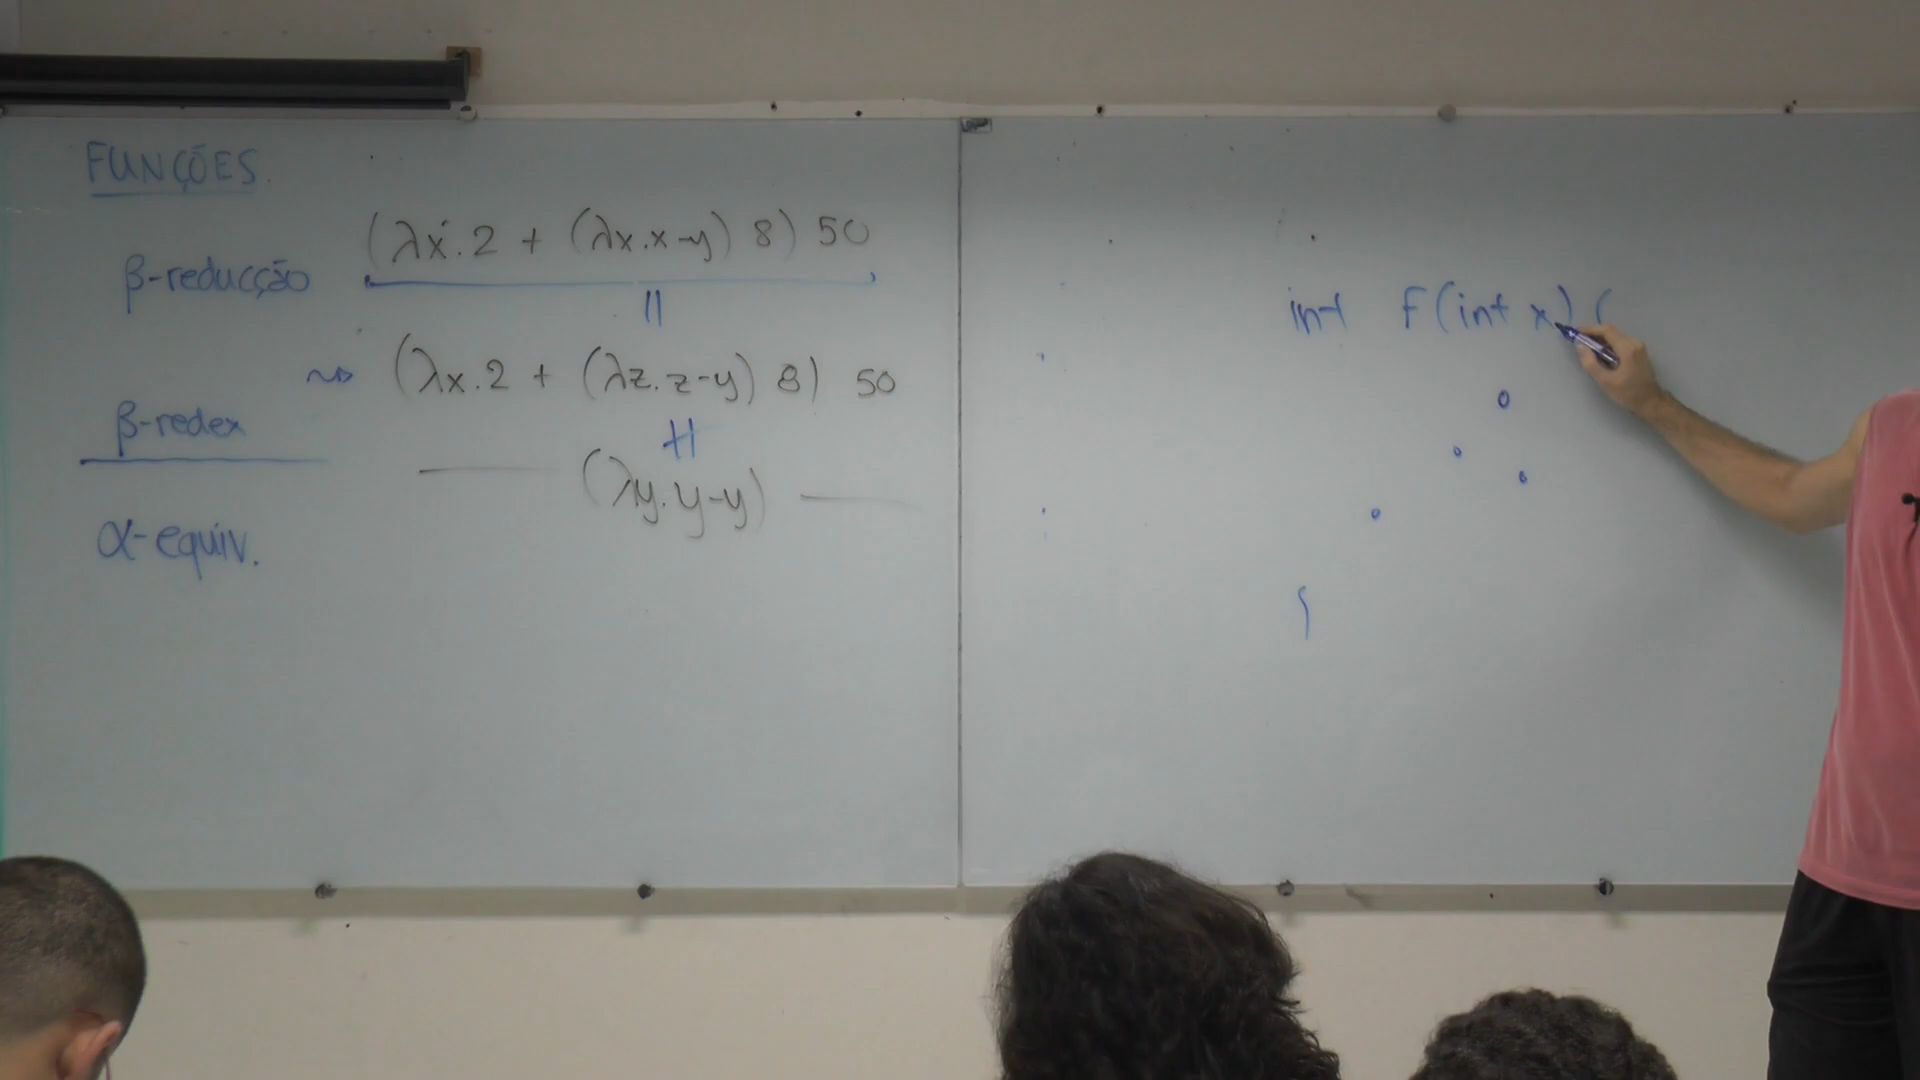 FUNÇÕES
β-reducção
(λx.2 + (λx.x-y) 8) 50
=
⇝ (λx.2 + (λz.z-y) 8) 50
β-redex
≠
(λy.y-y)
α-equiv.
int F(int x) {
}